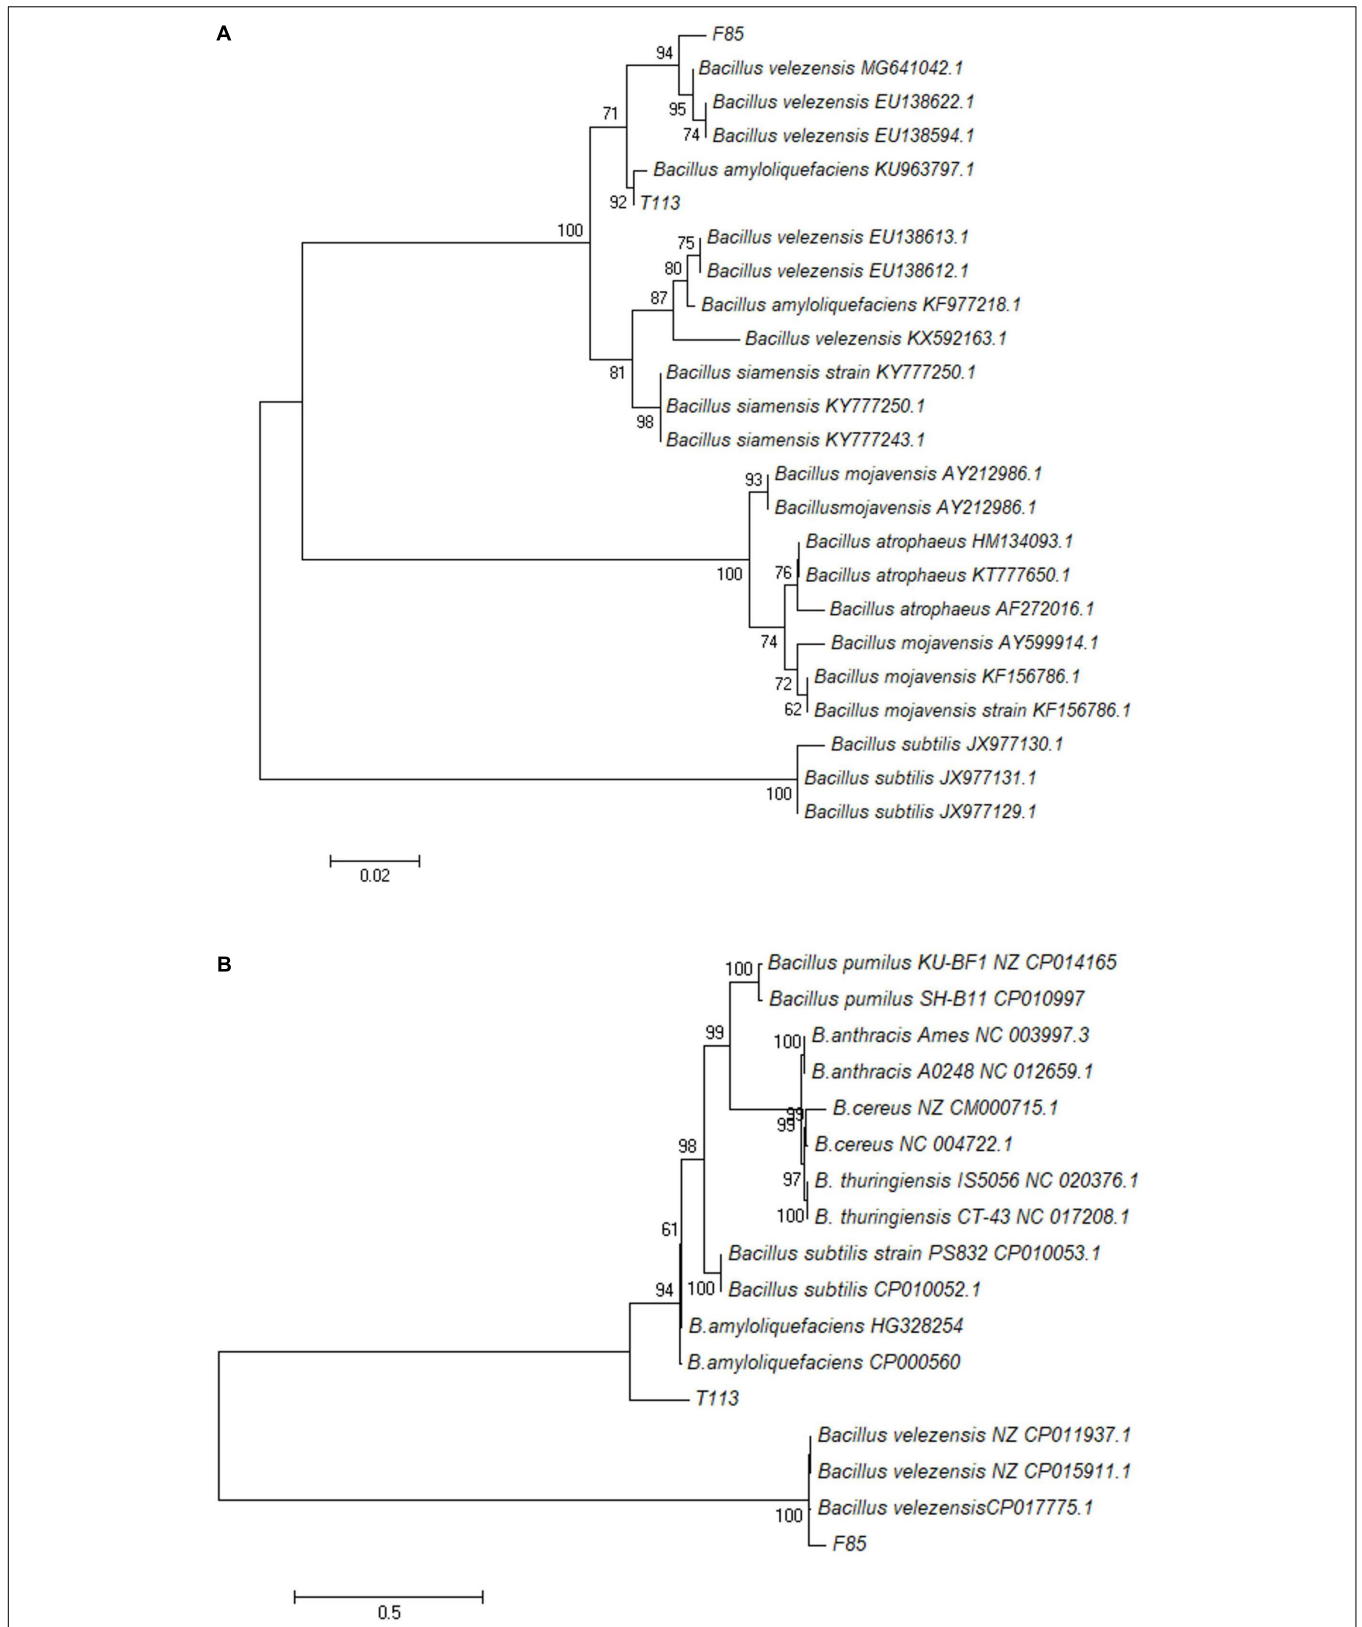 A
F85
94
Bacillus velezensis MG641042.1
Bacillus velezensis EU138622.1
95
71
74
Bacillus velezensis EU138594.1
Bacillus amyloliquefaciens KU963797.1
92
T113
100
Bacillus velezensis EU138613.1
75
Bacillus velezensis EU138612.1
80
Bacillus amyloliquefaciens KF977218.1
87
Bacillus velezensis KX592163.1
81
Bacillus siamensis strain KY777250.1
Bacillus siamensis KY777250.1
98
Bacillus siamensis KY777243.1
93
Bacillus mojavensis AY212986.1
Bacillusmojavensis AY212986.1
Bacillus atrophaeus HM134093.1
100
76
Bacillus atrophaeus KT777650.1
Bacillus atrophaeus AF272016.1
74
Bacillus mojavensis AY599914.1
72
Bacillus mojavensis KF156786.1
62
Bacillus mojavensis strain KF156786.1
Bacillus subtilis JX977130.1
Bacillus subtilis JX977131.1
100
Bacillus subtilis JX977129.1
0.02
B
100
Bacillus pumilus KU-BF1 NZ CP014165
Bacillus pumilus SH-B11 CP010997
99
100
B.anthracis Ames NC 003997.3
B.anthracis A0248 NC 012659.1
99
B.cereus NZ CM000715.1
99
B.cereus NC 004722.1
98
97
B. thuringiensis IS5056 NC 020376.1
100
B. thuringiensis CT-43 NC 017208.1
61
Bacillus subtilis strain PS832 CP010053.1
94
100
Bacillus subtilis CP010052.1
B.amyloliquefaciens HG328254
B.amyloliquefaciens CP000560
T113
Bacillus velezensis NZ CP011937.1
Bacillus velezensis NZ CP015911.1
100
Bacillus velezensisCP017775.1
F85
0.5